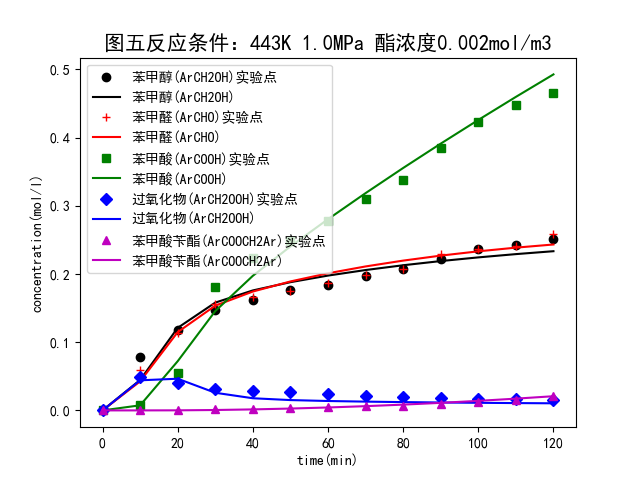 图五反应条件：443K 1.0MPa 酯浓度0.002mol/m3
苯甲醇(ArCH2OH)实验点
苯甲醇(ArCH2OH)
苯甲醛(ArCHO)实验点
苯甲醛(ArCHO)
苯甲酸(ArCOOH)实验点
苯甲酸(ArCOOH)
过氧化物(ArCH2OOH)实验点
过氧化物(ArCH2OOH)
苯甲酸苄酯(ArCOOCH2Ar)实验点
苯甲酸苄酯(ArCOOCH2Ar)
concentration(mol/l)
0.5
0.4
0.3
0.2
0.1
0.0
0 20 40 60 80 100 120
time(min)